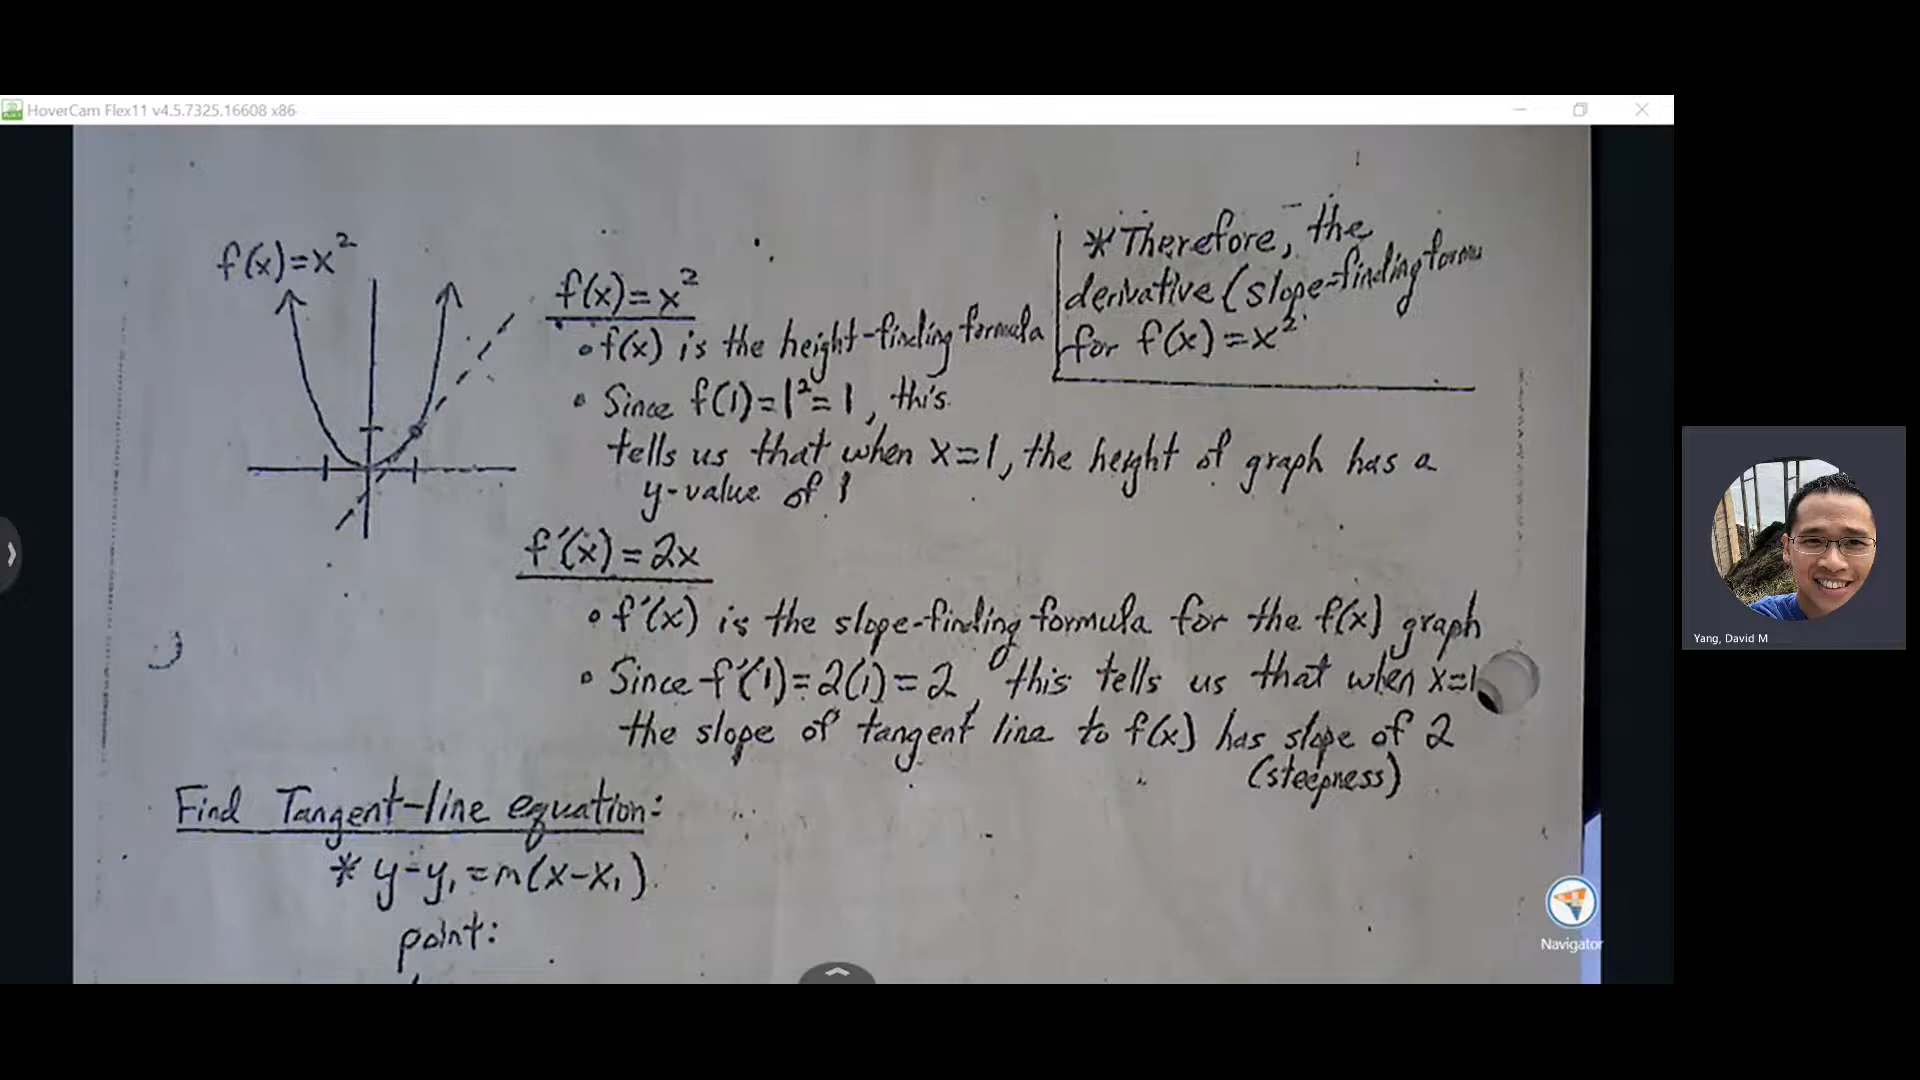 HoverCam Flex11 v4.5.7325.16608 x86
f(x)=x²
f(x)=x²
• f(x) is the height-finding formula
• Since f(1)=1²=1, this
tells us that when x=1, the height of graph has a
y-value of 1
*Therefore, the
derivative (slope-finding formu
for f(x)=x²
f'(x)=2x
• f'(x) is the slope-finding formula for the f(x) graph
• Since f'(1)=2(1)=2, this tells us that when x=1
the slope of tangent line to f(x) has slope of 2
(steepness)
Find Tangent-line equation:
* y-y₁=m(x-x₁)
point:
Navigator
Yang, David M